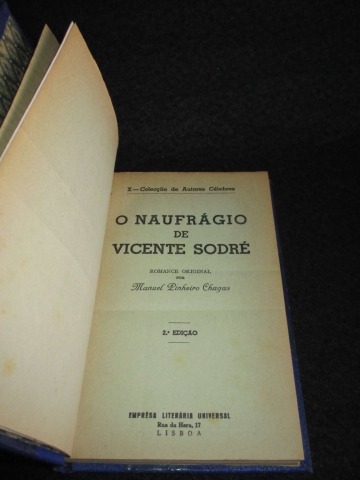 X.—Colecção de Autores Célebres
O NAUFRÁGIO
DE
VICENTE SODRÉ
ROMANCE ORIGINAL
POR
Manuel Pinheiro Chagas
2.ª EDIÇÃO
EMPRÊSA LITERÁRIA UNIVERSAL
Rua da Hera, 17
LISBOA